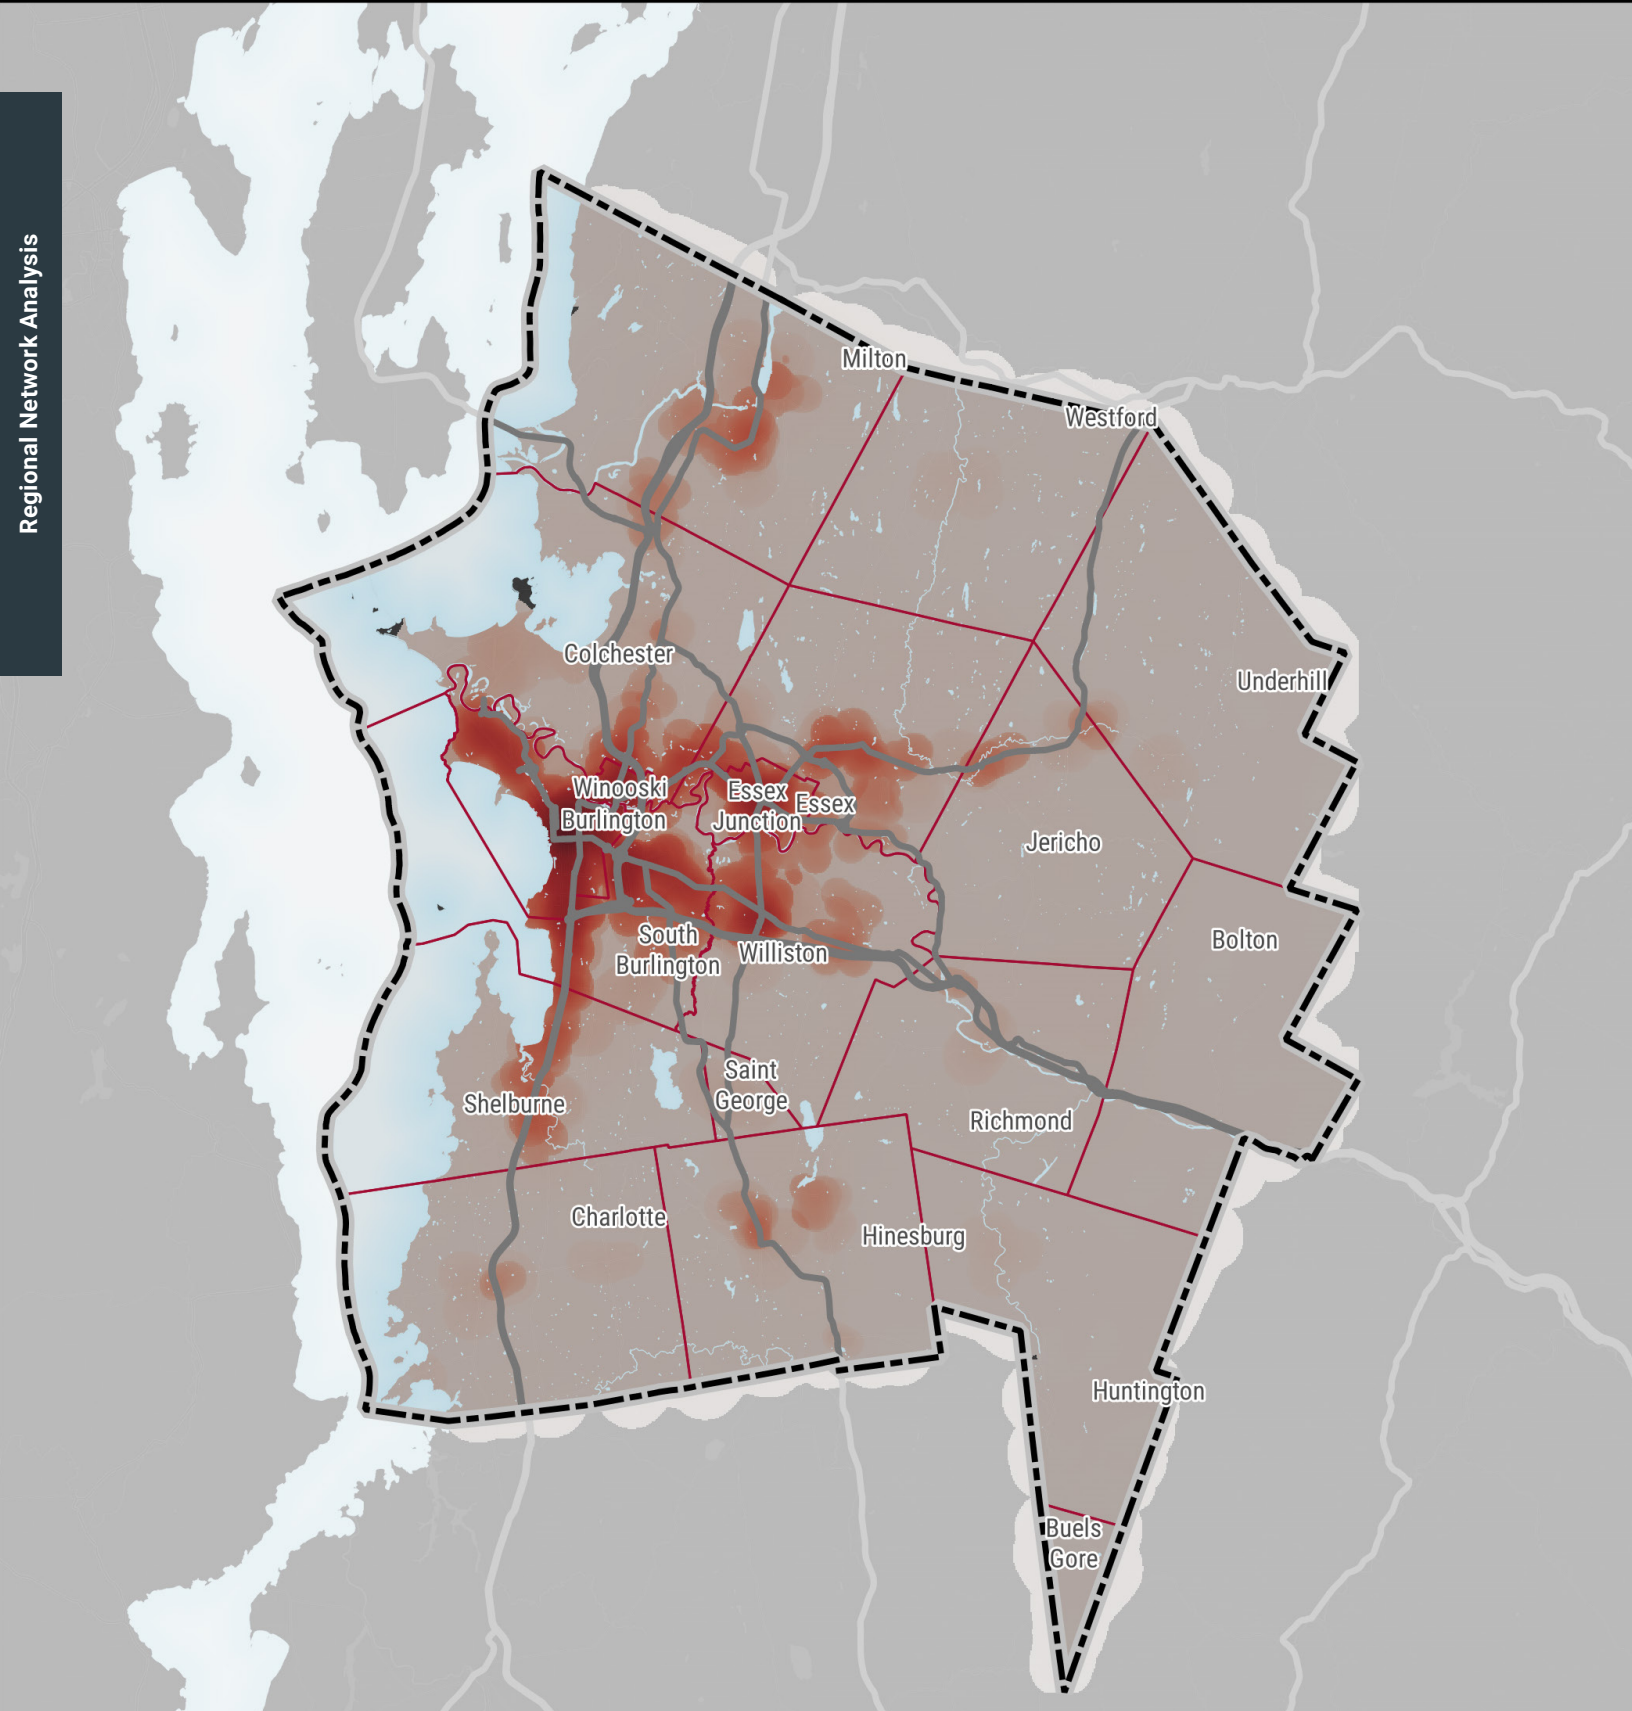 Regional Network Analysis
Milton
Westford
Colchester
Underhill
Winooski
Burlington
Essex
Junction
Essex
Jericho
South
Burlington
Williston
Bolton
Saint
George
Shelburne
Richmond
Charlotte
Hinesburg
Huntington
Buels
Gore